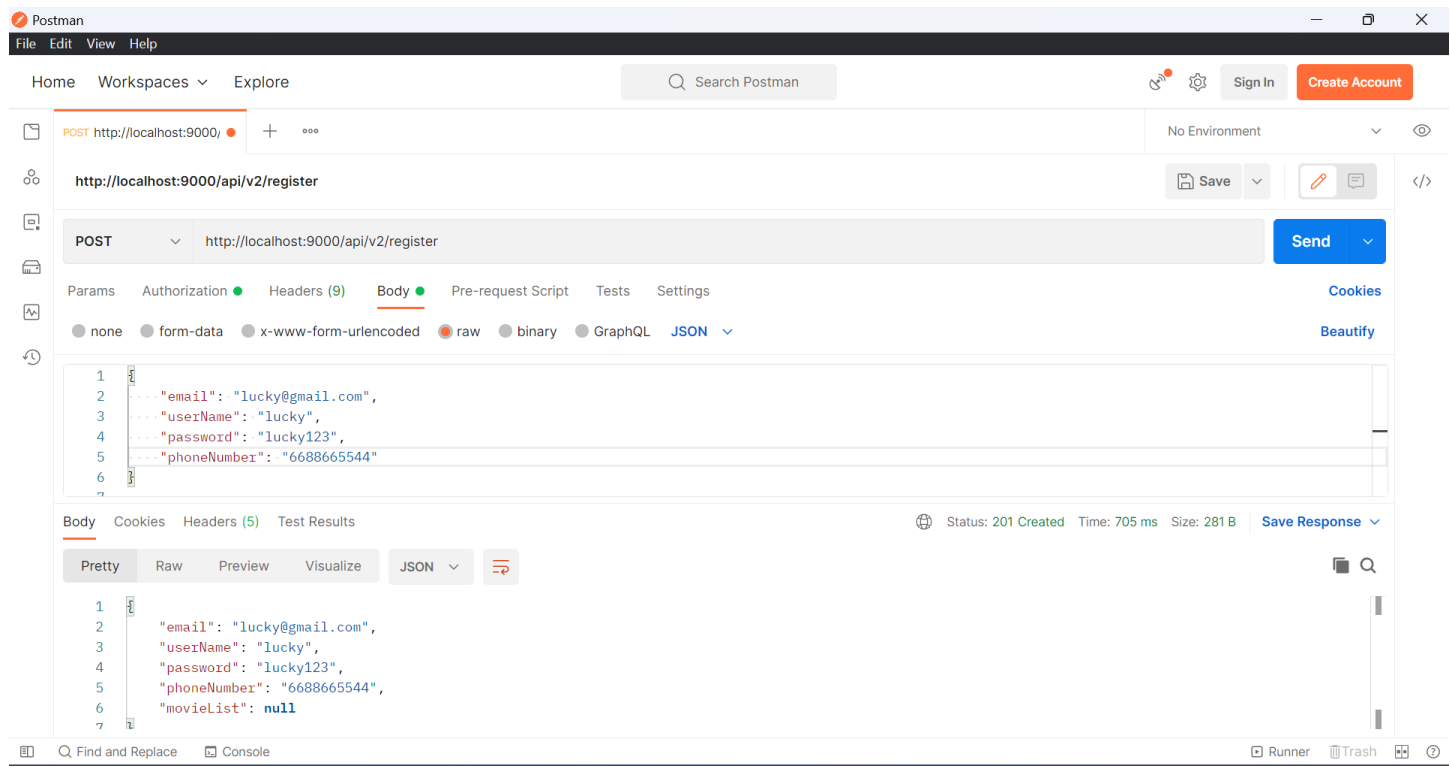 Postman
File Edit View Help
Home Workspaces Explore Search Postman Sign In Create Account
POST http://localhost:9000/ No Environment
http://localhost:9000/api/v2/register Save
POST http://localhost:9000/api/v2/register Send
Params Authorization Headers (9) Body Pre-request Script Tests Settings Cookies
none form-data x-www-form-urlencoded raw binary GraphQL JSON Beautify
1 {
2 "email": "lucky@gmail.com",
3 "userName": "lucky",
4 "password": "lucky123",
5 "phoneNumber": "6688665544"
6 }
7
Body Cookies Headers (5) Test Results Status: 201 Created Time: 705 ms Size: 281 B Save Response
Pretty Raw Preview Visualize JSON
1 {
2 "email": "lucky@gmail.com",
3 "userName": "lucky",
4 "password": "lucky123",
5 "phoneNumber": "6688665544",
6 "movieList": null
7 }
Find and Replace Console Runner Trash